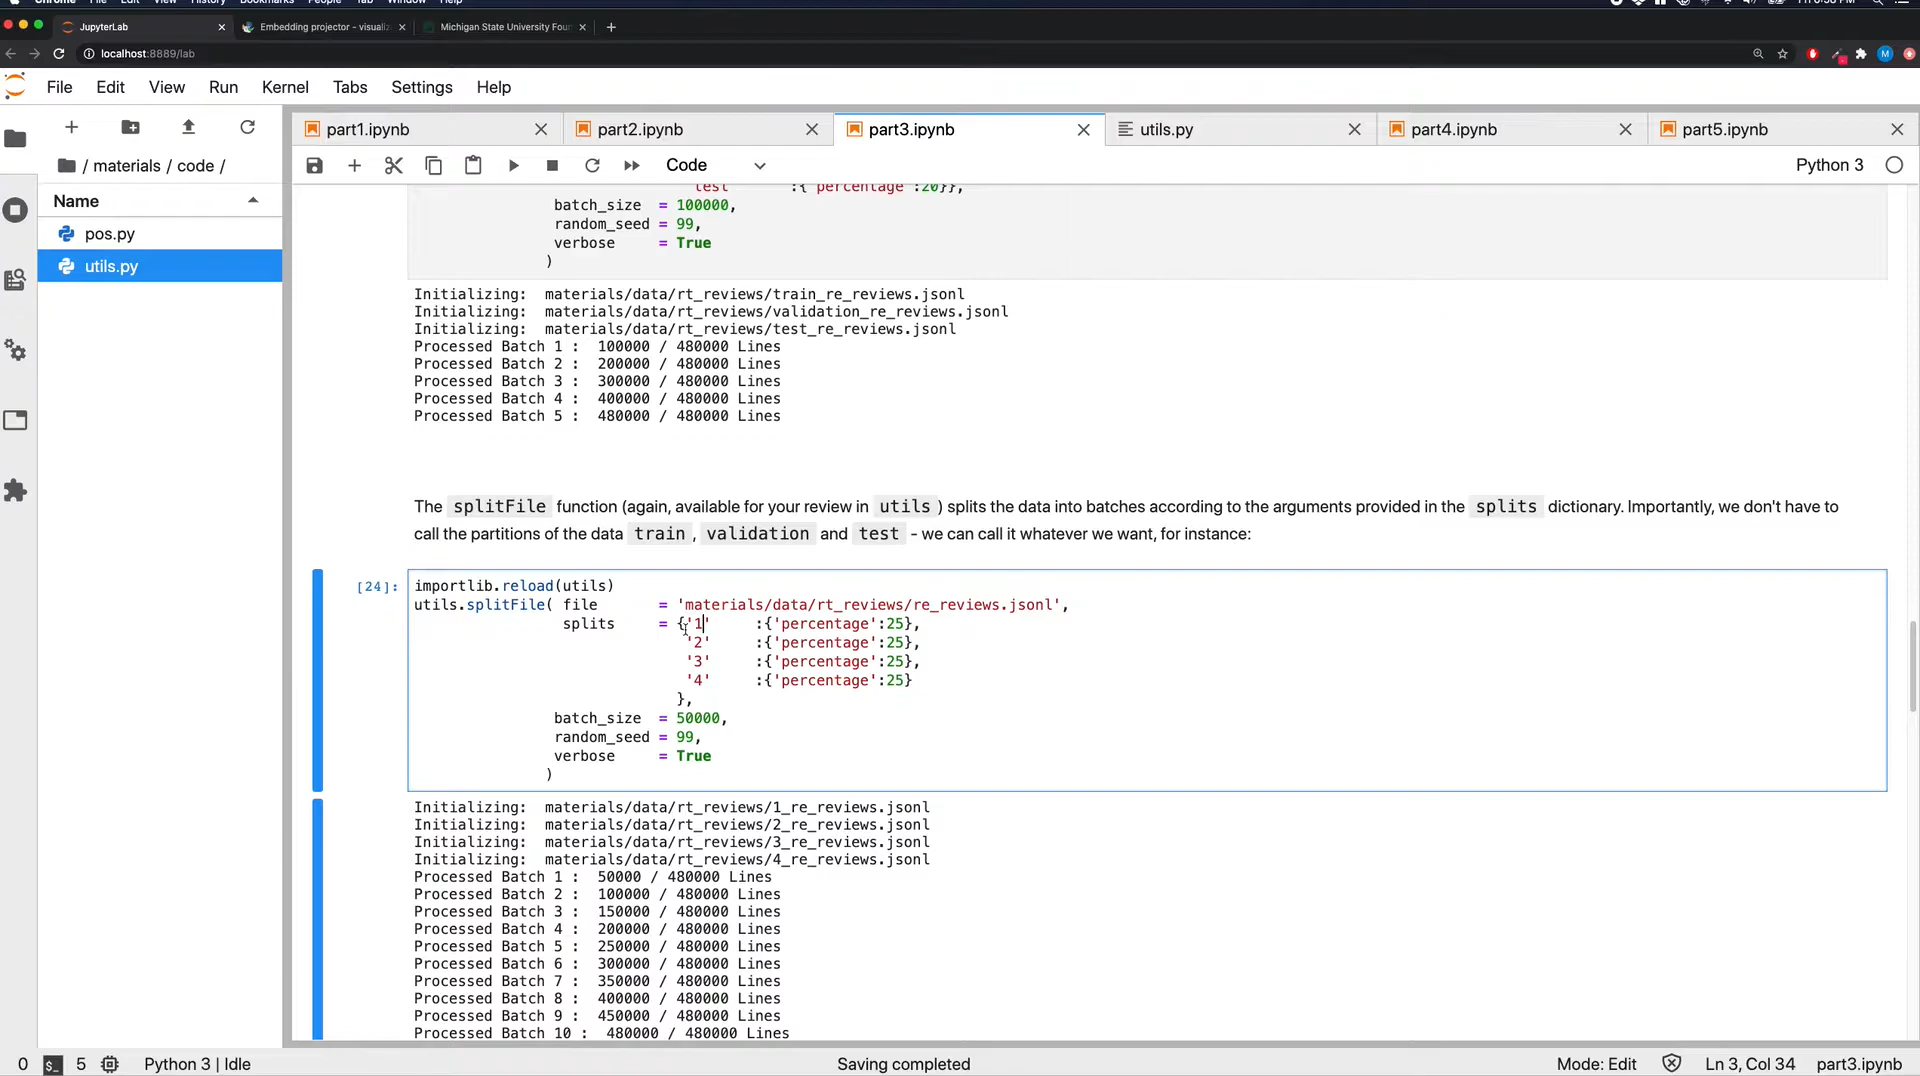 Chrome File Edit View History Bookmarks People Tab Window Help
JupyterLab
Embedding projector - visualiz
Michigan State University Foun
localhost:8889/lab
M
File Edit View Run Kernel Tabs Settings Help
part1.ipynb
part2.ipynb
part3.ipynb
utils.py
part4.ipynb
part5.ipynb
/ materials / code /
Code
Python 3
Name
pos.py
utils.py
'test' :{'percentage':20}},
batch_size = 100000,
random_seed = 99,
verbose = True
)
Initializing: materials/data/rt_reviews/train_re_reviews.jsonl
Initializing: materials/data/rt_reviews/validation_re_reviews.jsonl
Initializing: materials/data/rt_reviews/test_re_reviews.jsonl
Processed Batch 1 : 100000 / 480000 Lines
Processed Batch 2 : 200000 / 480000 Lines
Processed Batch 3 : 300000 / 480000 Lines
Processed Batch 4 : 400000 / 480000 Lines
Processed Batch 5 : 480000 / 480000 Lines
The splitFile function (again, available for your review in utils ) splits the data into batches according to the arguments provided in the splits dictionary. Importantly, we don't have to
call the partitions of the data train , validation and test - we can call it whatever we want, for instance:
[24]:
importlib.reload(utils)
utils.splitFile( file = 'materials/data/rt_reviews/re_reviews.jsonl',
splits = {'1' :{'percentage':25},
'2' :{'percentage':25},
'3' :{'percentage':25},
'4' :{'percentage':25}
},
batch_size = 50000,
random_seed = 99,
verbose = True
)
Initializing: materials/data/rt_reviews/1_re_reviews.jsonl
Initializing: materials/data/rt_reviews/2_re_reviews.jsonl
Initializing: materials/data/rt_reviews/3_re_reviews.jsonl
Initializing: materials/data/rt_reviews/4_re_reviews.jsonl
Processed Batch 1 : 50000 / 480000 Lines
Processed Batch 2 : 100000 / 480000 Lines
Processed Batch 3 : 150000 / 480000 Lines
Processed Batch 4 : 200000 / 480000 Lines
Processed Batch 5 : 250000 / 480000 Lines
Processed Batch 6 : 300000 / 480000 Lines
Processed Batch 7 : 350000 / 480000 Lines
Processed Batch 8 : 400000 / 480000 Lines
Processed Batch 9 : 450000 / 480000 Lines
Processed Batch 10 : 480000 / 480000 Lines
0 5 Python 3 | Idle Saving completed Mode: Edit Ln 3, Col 34 part3.ipynb